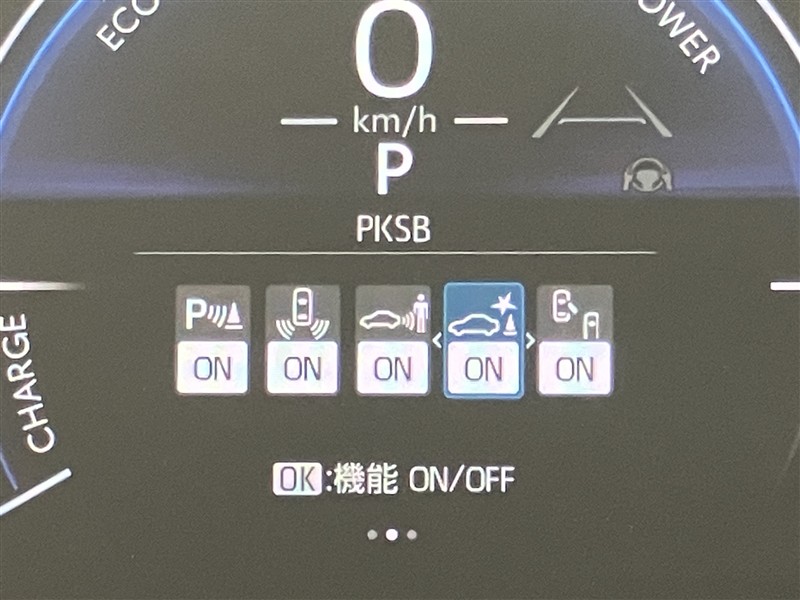 ECO
POWER
0
km/h
P
PKSB
P
ON
ON
ON
ON
ON
CHARGE
OK:機能 ON/OFF